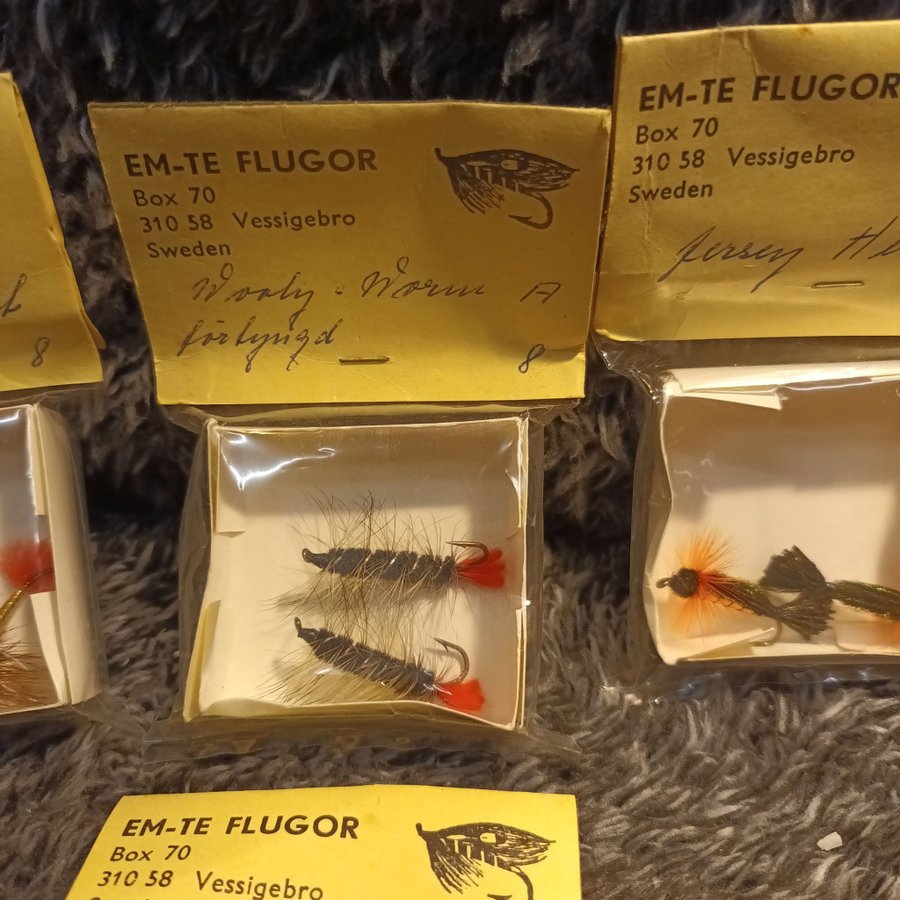 EM-TE FLUGOR
Box 70
310 58 Vessigebro
Sweden
Wooly-Worm A
förtyngd 8
EM-TE FLUGOR
Box 70
310 58 Vessigebro
Sweden
Jersey
8
EM-TE FLUGOR
Box 70
310 58 Vessigebro